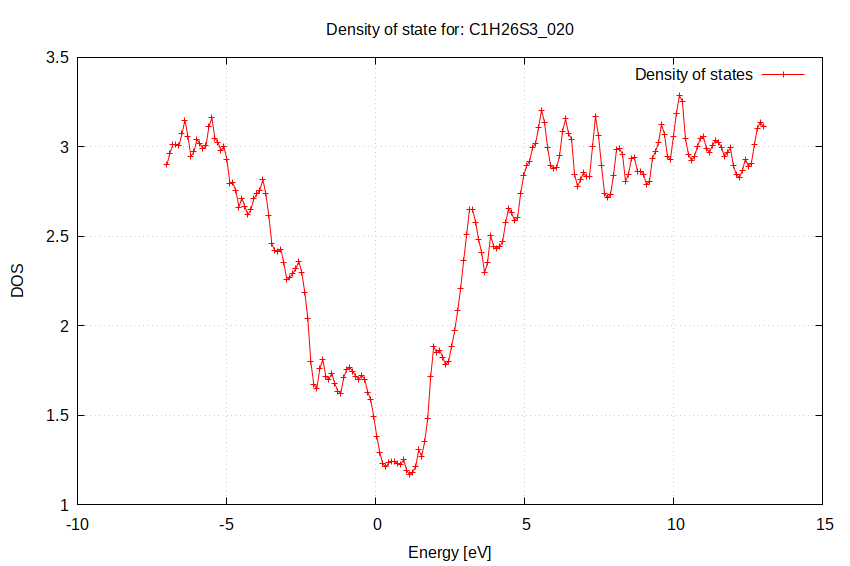 Density of state for: C1H26S3_020
Density of states
3.5
3
2.5
2
1.5
1
DOS
-10 -5 0 5 10 15
Energy [eV]